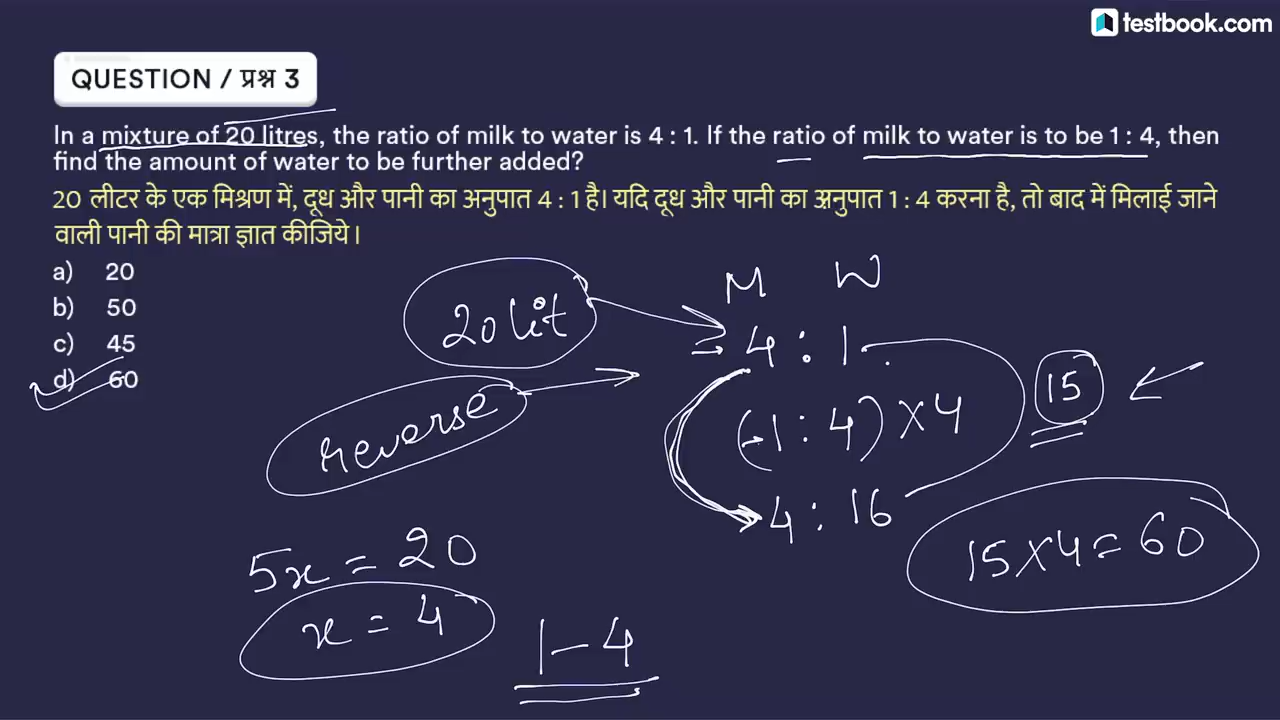 testbook.com
QUESTION / प्रश्न 3
In a mixture of 20 litres, the ratio of milk to water is 4 : 1. If the ratio of milk to water is to be 1 : 4, then
find the amount of water to be further added?
20 लीटर के एक मिश्रण में, दूध और पानी का अनुपात 4 : 1 है। यदि दूध और पानी का अनुपात 1 : 4 करना है, तो बाद में मिलाई जाने
वाली पानी की मात्रा ज्ञात कीजिये।
a) 20
b) 50
c) 45
d) 60
M W
20 lit
4 : 1
reverse
(1 : 4) × 4
15
4 : 16
15×4=60
5x = 20
x = 4
1-4